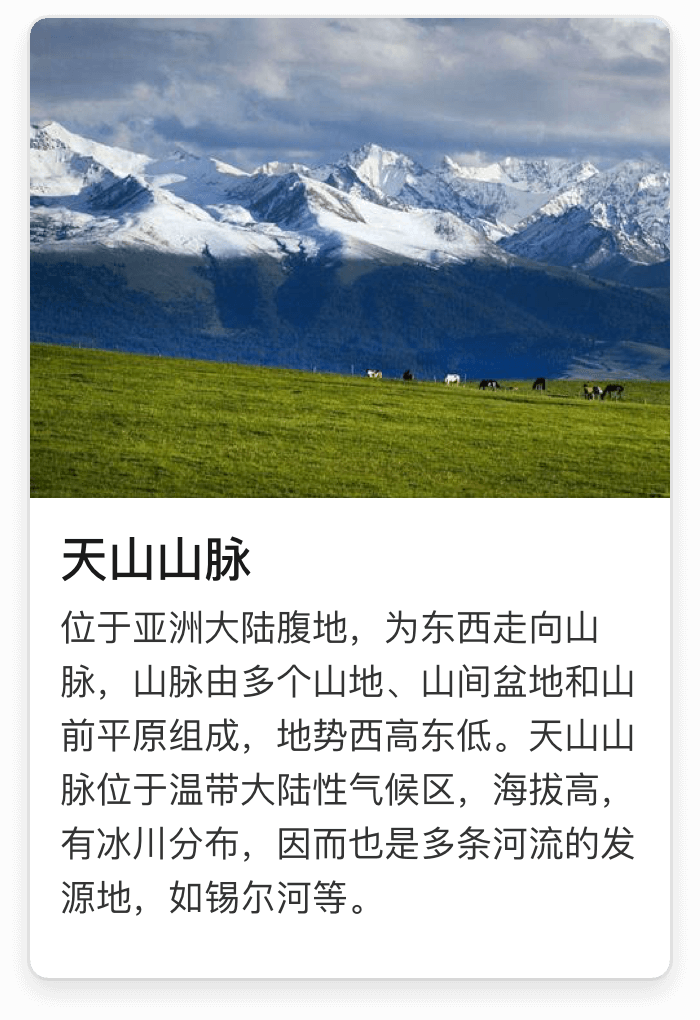 天山山脉
位于亚洲大陆腹地，为东西走向山
脉，山脉由多个山地、山间盆地和山
前平原组成，地势西高东低。天山山
脉位于温带大陆性气候区，海拔高，
有冰川分布，因而也是多条河流的发
源地，如锡尔河等。